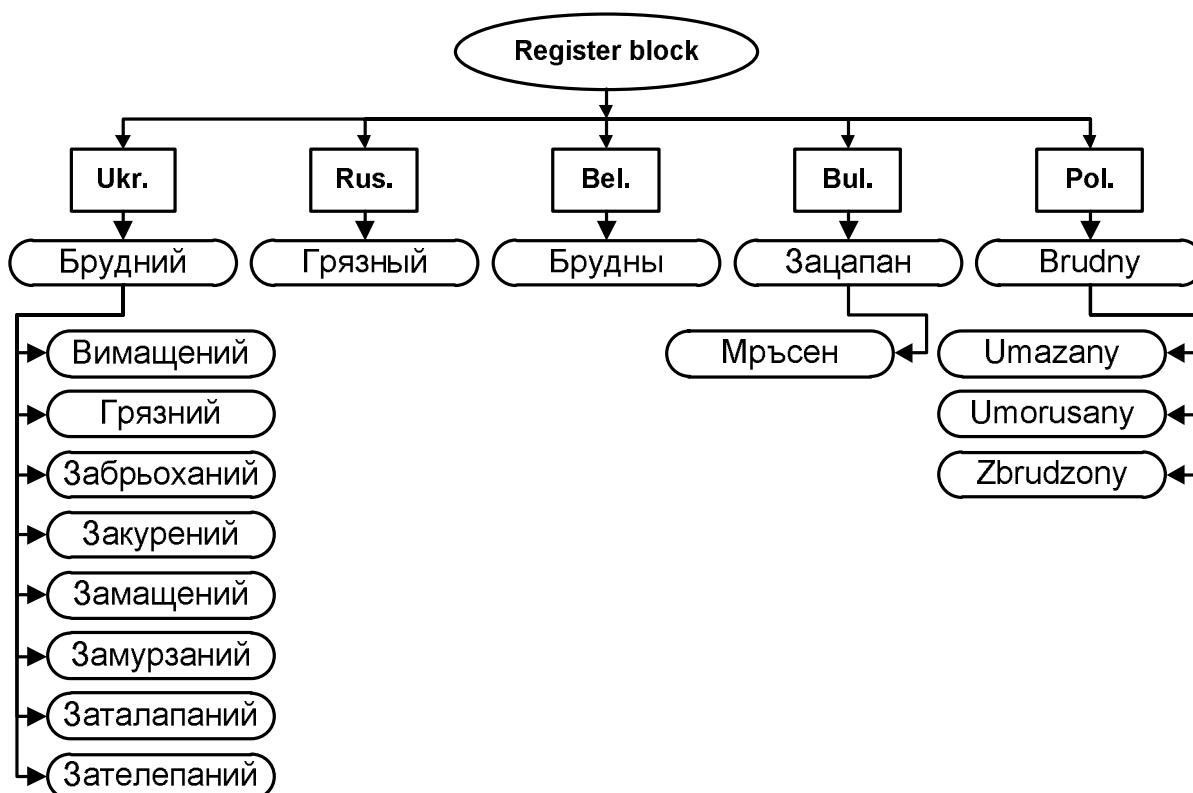 Register block
Ukr. Rus. Bel. Bul. Pol.
Брудний Грязный Брудны Зацапан Brudny
Вимащений Мръсен Umazany
Грязний Umorusany
Забрьоханий Zbrudzony
Закурений
Замащений
Замурзаний
Заталапаний
Зателепаний